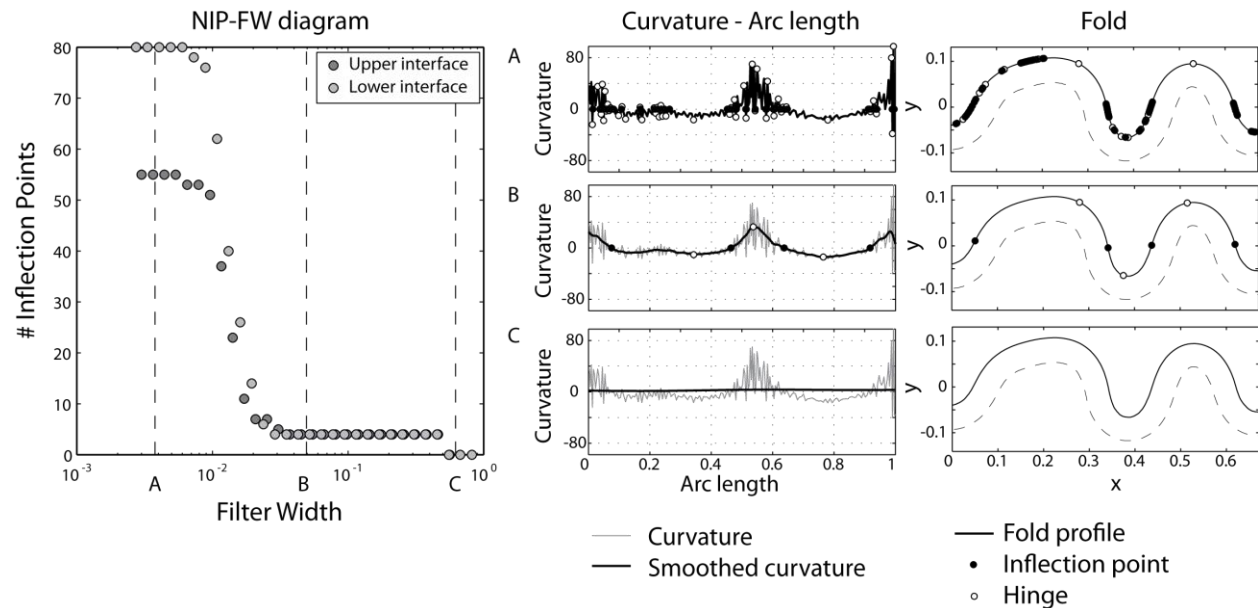 NIP-FW diagram
80
70
60
50
40
30
20
10
0
# Inflection Points
Upper interface
Lower interface
10-3
10-2
10-1
100
A
B
C
Filter Width
Curvature - Arc length
A
80
0
-80
Curvature
B
80
0
-80
Curvature
C
80
0
-80
Curvature
0 0.2 0.4 0.6 0.8 1
Arc length
Fold
0.1
0
-0.1
y
0.1
0
-0.1
y
0.1
0
-0.1
y
0 0.1 0.2 0.3 0.4 0.5 0.6
x
Curvature
Smoothed curvature
Fold profile
Inflection point
Hinge